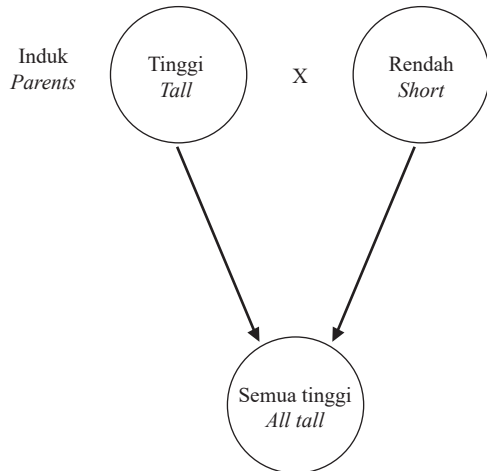 Induk
Parents
Tinggi
Tall
X
Rendah
Short
Semua tinggi
All tall